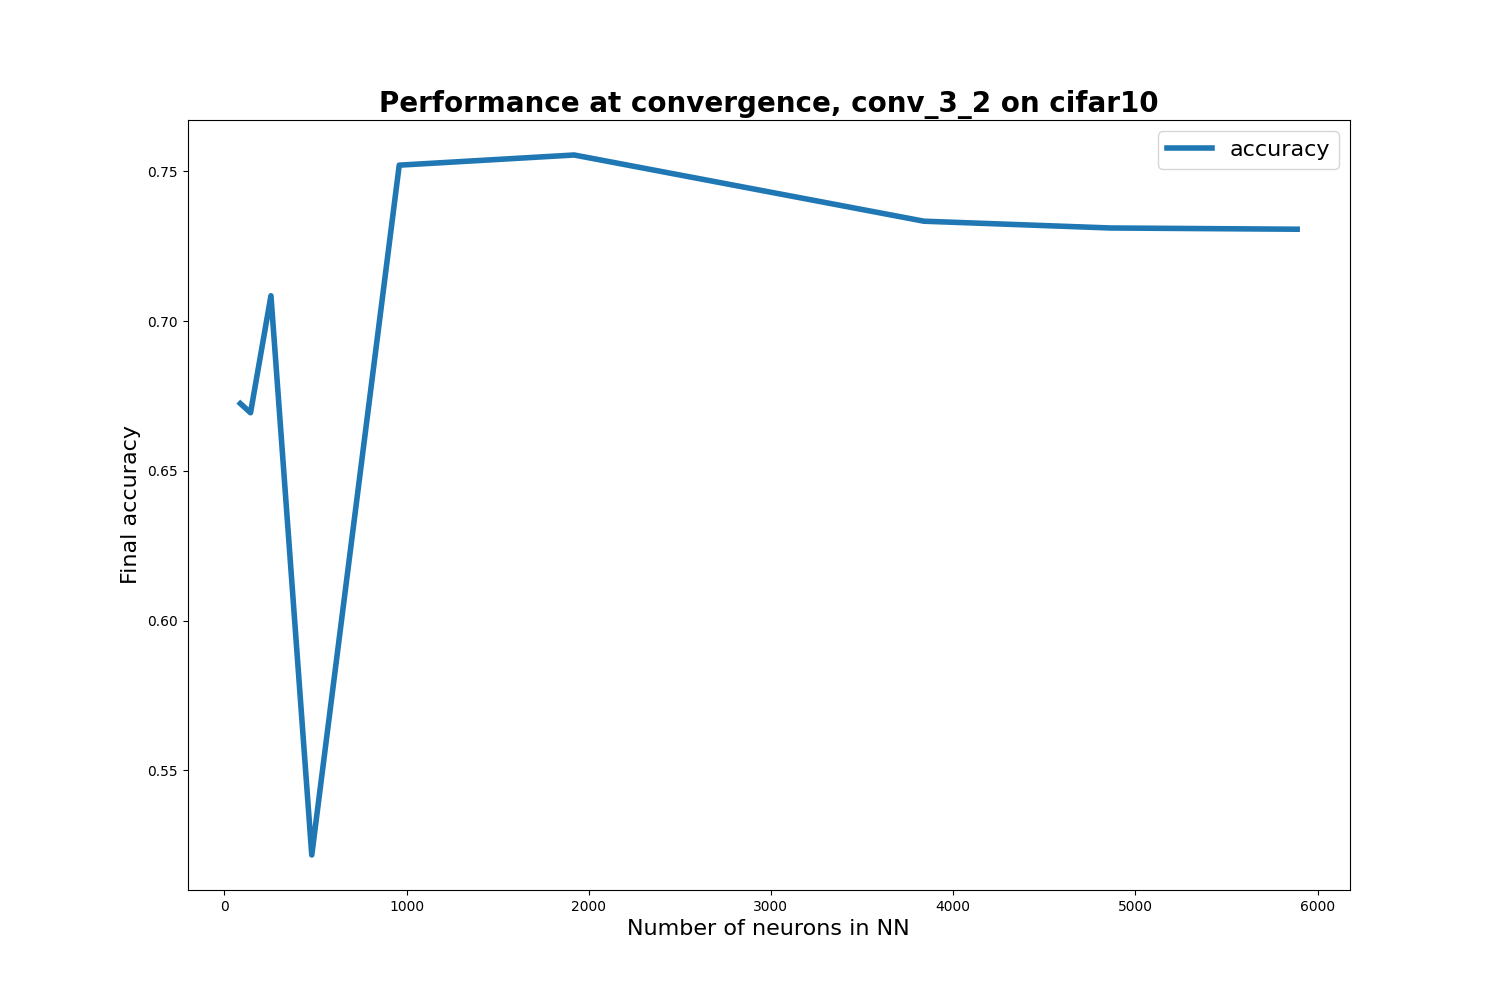 Performance at convergence, conv_3_2 on cifar10
accuracy
0.75
0.70
0.65
0.60
0.55
Final accuracy
0 1000 2000 3000 4000 5000 6000
Number of neurons in NN